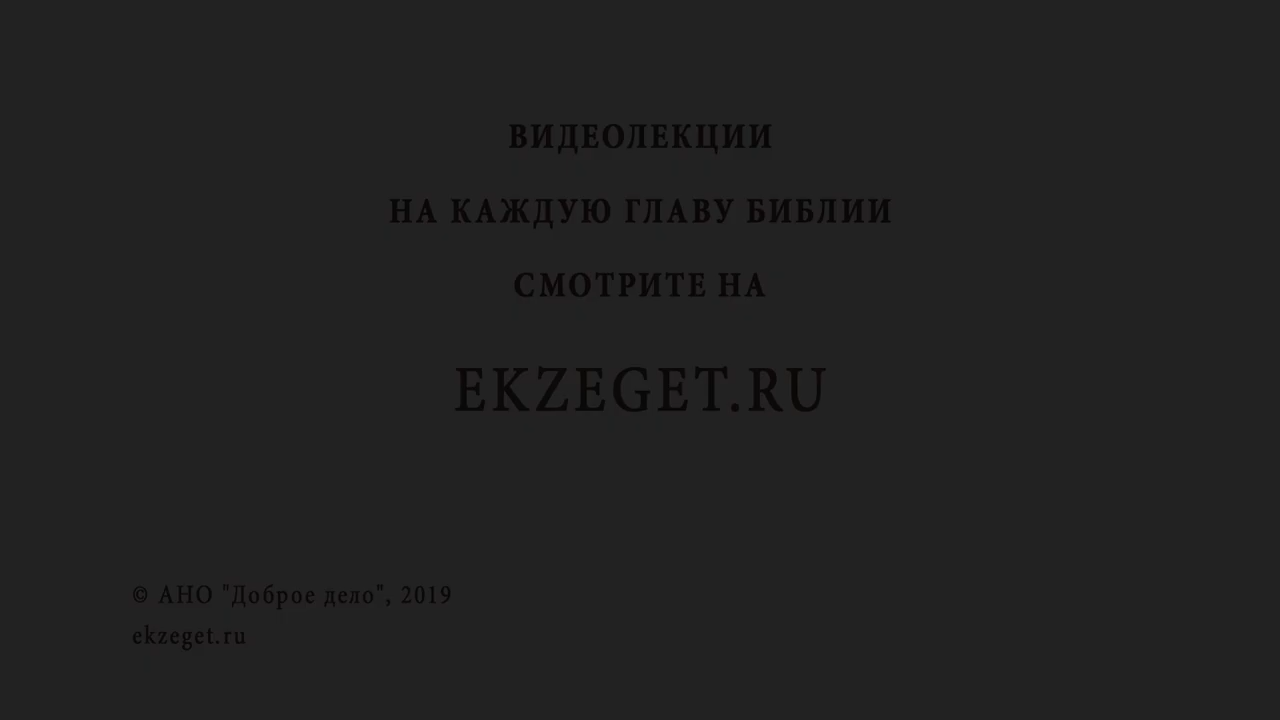 ВИДЕОЛЕКЦИИ
НА КАЖДУЮ ГЛАВУ БИБЛИИ
СМОТРИТЕ НА
EKZEGET.RU
© АНО "Доброе дело", 2019
ekzeget.ru